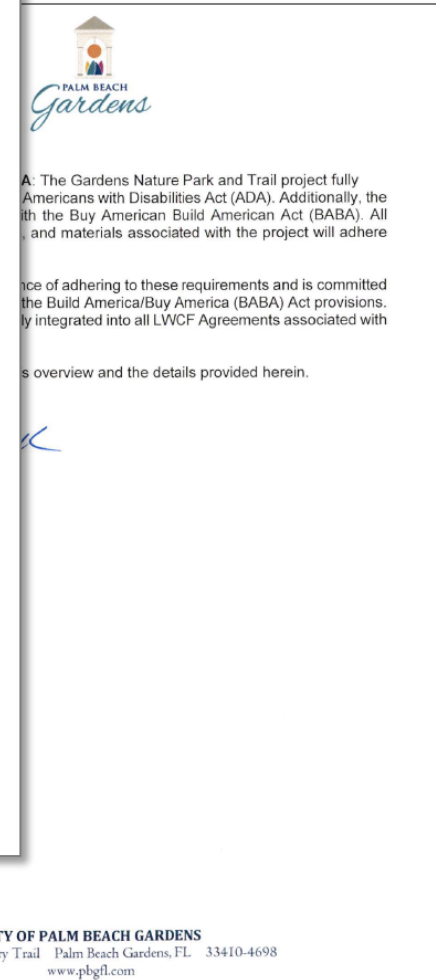 PALM BEACH
Gardens
A: The Gardens Nature Park and Trail project fully
Americans with Disabilities Act (ADA). Additionally, the
ith the Buy American Build American Act (BABA). All
, and materials associated with the project will adhere
nce of adhering to these requirements and is committed
the Build America/Buy America (BABA) Act provisions.
ly integrated into all LWCF Agreements associated with
s overview and the details provided herein.
TY OF PALM BEACH GARDENS
ry Trail Palm Beach Gardens, FL 33410-4698
www.pbgfl.com